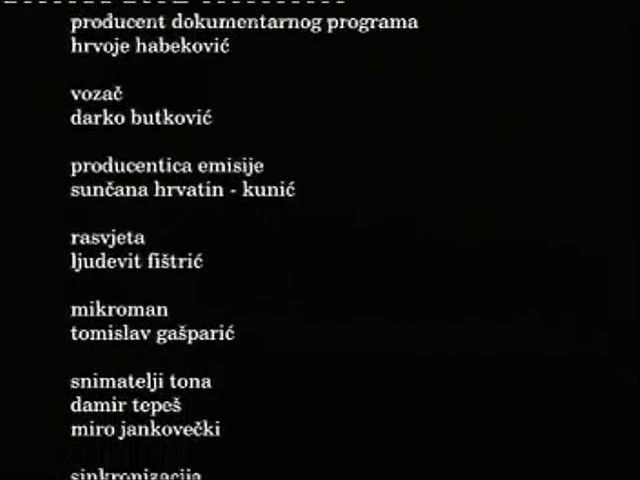 producent dokumentarnog programa
hrvoje habeković
vozač
darko butković
producentica emisije
sunčana hrvatin - kunić
rasvjeta
ljudevit fištrić
mikroman
tomislav gašparić
snimatelji tona
damir tepeš
miro jankovečki
sinkronizacija